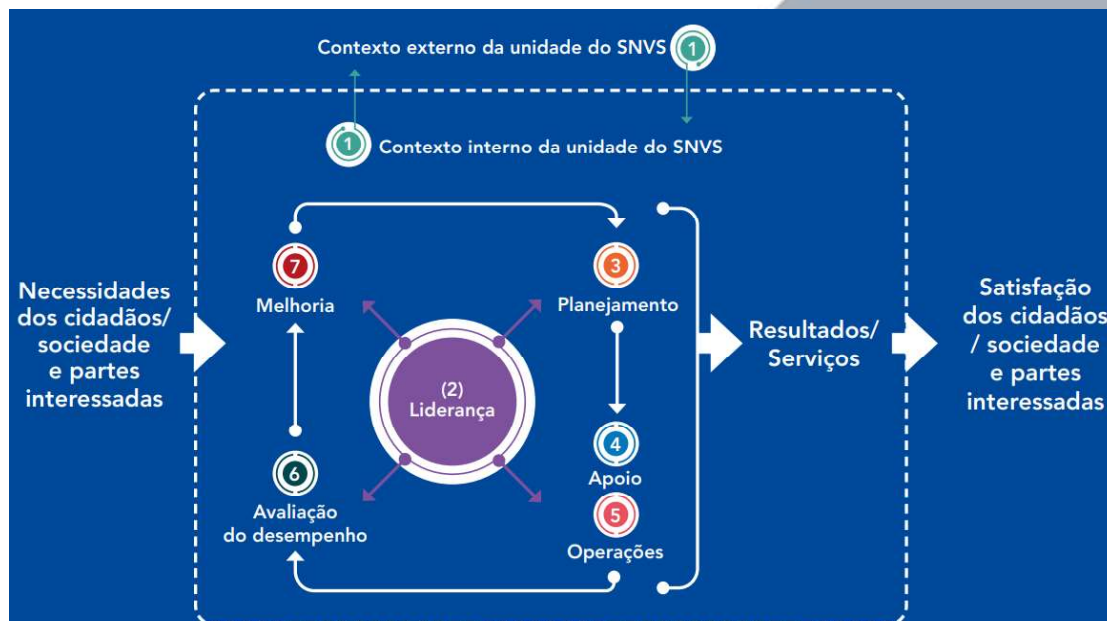 Contexto externo da unidade do SNVS 1
1 Contexto interno da unidade do SNVS
Necessidades
dos cidadãos/
sociedade
e partes
interessadas
7
Melhoria
3
Planejamento
(2)
Liderança
6
Avaliação
do desempenho
4
Apoio
5
Operações
Resultados/
Serviços
Satisfação
dos cidadãos
/ sociedade
e partes
interessadas